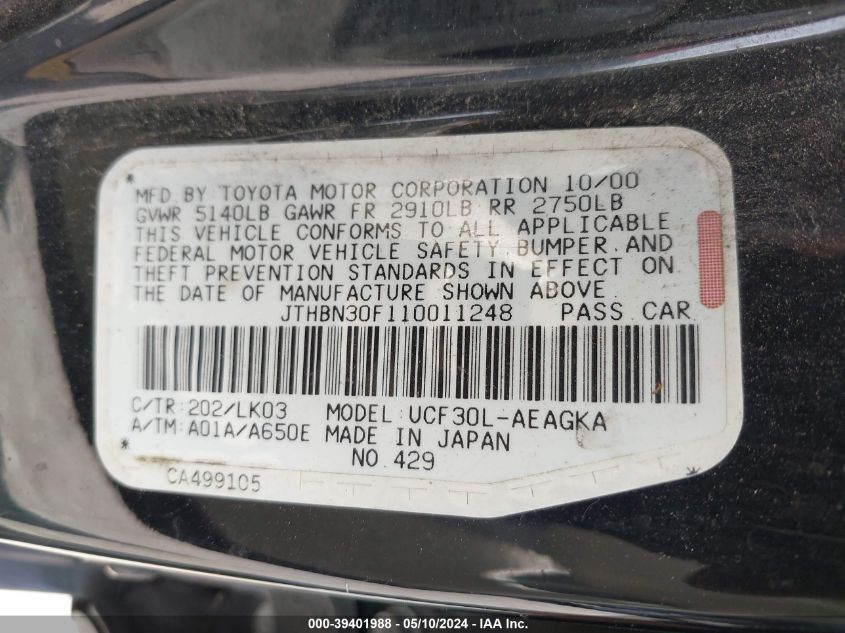 MFD BY TOYOTA MOTOR CORPORATION 10/00
GVWR 5140LB GAWR FR 2910LB RR 2750LB
THIS VEHICLE CONFORMS TO ALL APPLICABLE
FEDERAL MOTOR VEHICLE SAFETY, BUMPER, AND
THEFT PREVENTION STANDARDS IN EFFECT ON
THE DATE OF MANUFACTURE SHOWN ABOVE.
JTHBN30F110011248 PASS CAR
C/TR:202/LK03 MODEL:UCF30L-AEAGKA
A/TM:A01A/A650E MADE IN JAPAN
NO.429
CA499105
000-39401988 - 05/10/2024 - IAAI.com